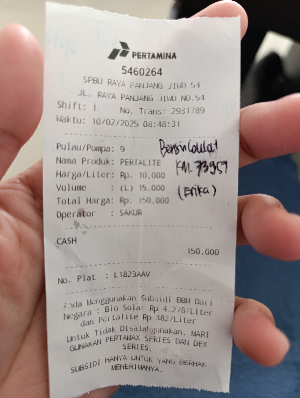 PERTAMINA
5460264
SPBU RAYA PANJANG JIWO 54
JL. RAYA PANJANG JIWO NO.54
Shift: 1 No. Trans: 2931789
Waktu: 10/02/2025 08:48:31
Pulau/Pompa: 9
Nama Produk: PERTALITE
Harga/Liter: Rp. 10,000
Volume : (L) 15.000
Total Harga: Rp. 150,000
Operator : SAKUR
KM 73959
(Erika)
CASH
150.000
No. Plat : L1823AAV
Anda Menggunakan Subsidi BBM Dari
Negara : Bio Solar Rp 4.278/Liter
dan Pertalite Rp 382/Liter
Untuk Tidak Disalahgunakan. MARI
GUNAKAN PERTAMAX SERIES DAN DEX
SERIES.
SUBSIDI HANYA UNTUK YANG BERHAK
MENERIMANYA.